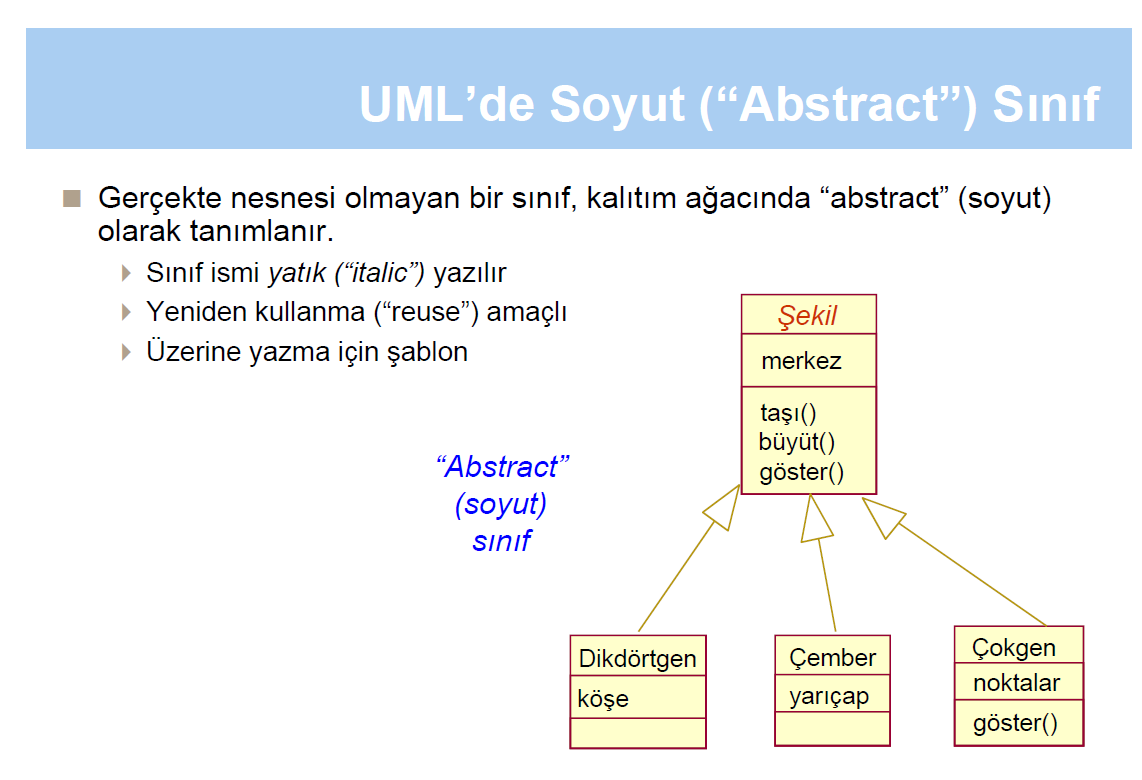 UML’de Soyut (“Abstract”) Sınıf
Gerçekte nesnesi olmayan bir sınıf, kalıtım ağacında “abstract” (soyut)
olarak tanımlanır.
Sınıf ismi yatık (“italic”) yazılır
Yeniden kullanma (“reuse”) amaçlı
Üzerine yazma için şablon
Şekil
merkez
taşı()
büyüt()
göster()
“Abstract”
(soyut)
sınıf
Dikdörtgen
köşe
Çember
yarıçap
Çokgen
noktalar
göster()